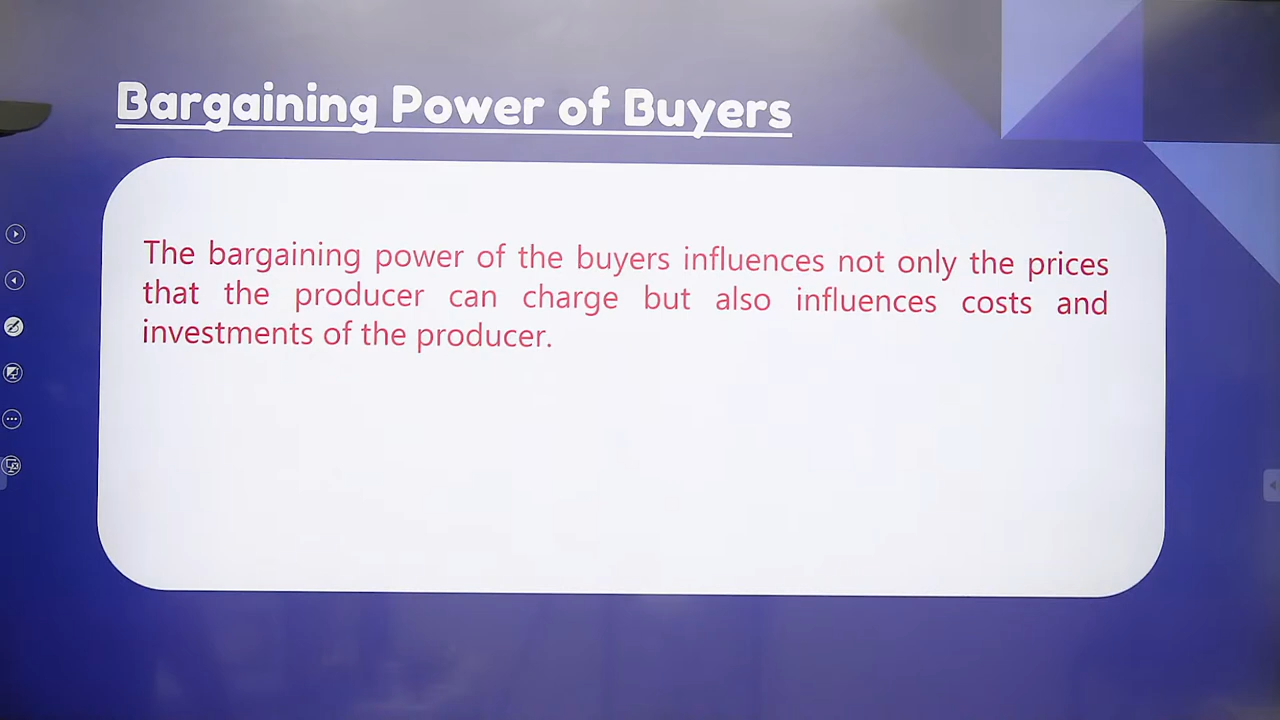 Bargaining Power of Buyers
The bargaining power of the buyers influences not only the prices
that the producer can charge but also influences costs and
investments of the producer.